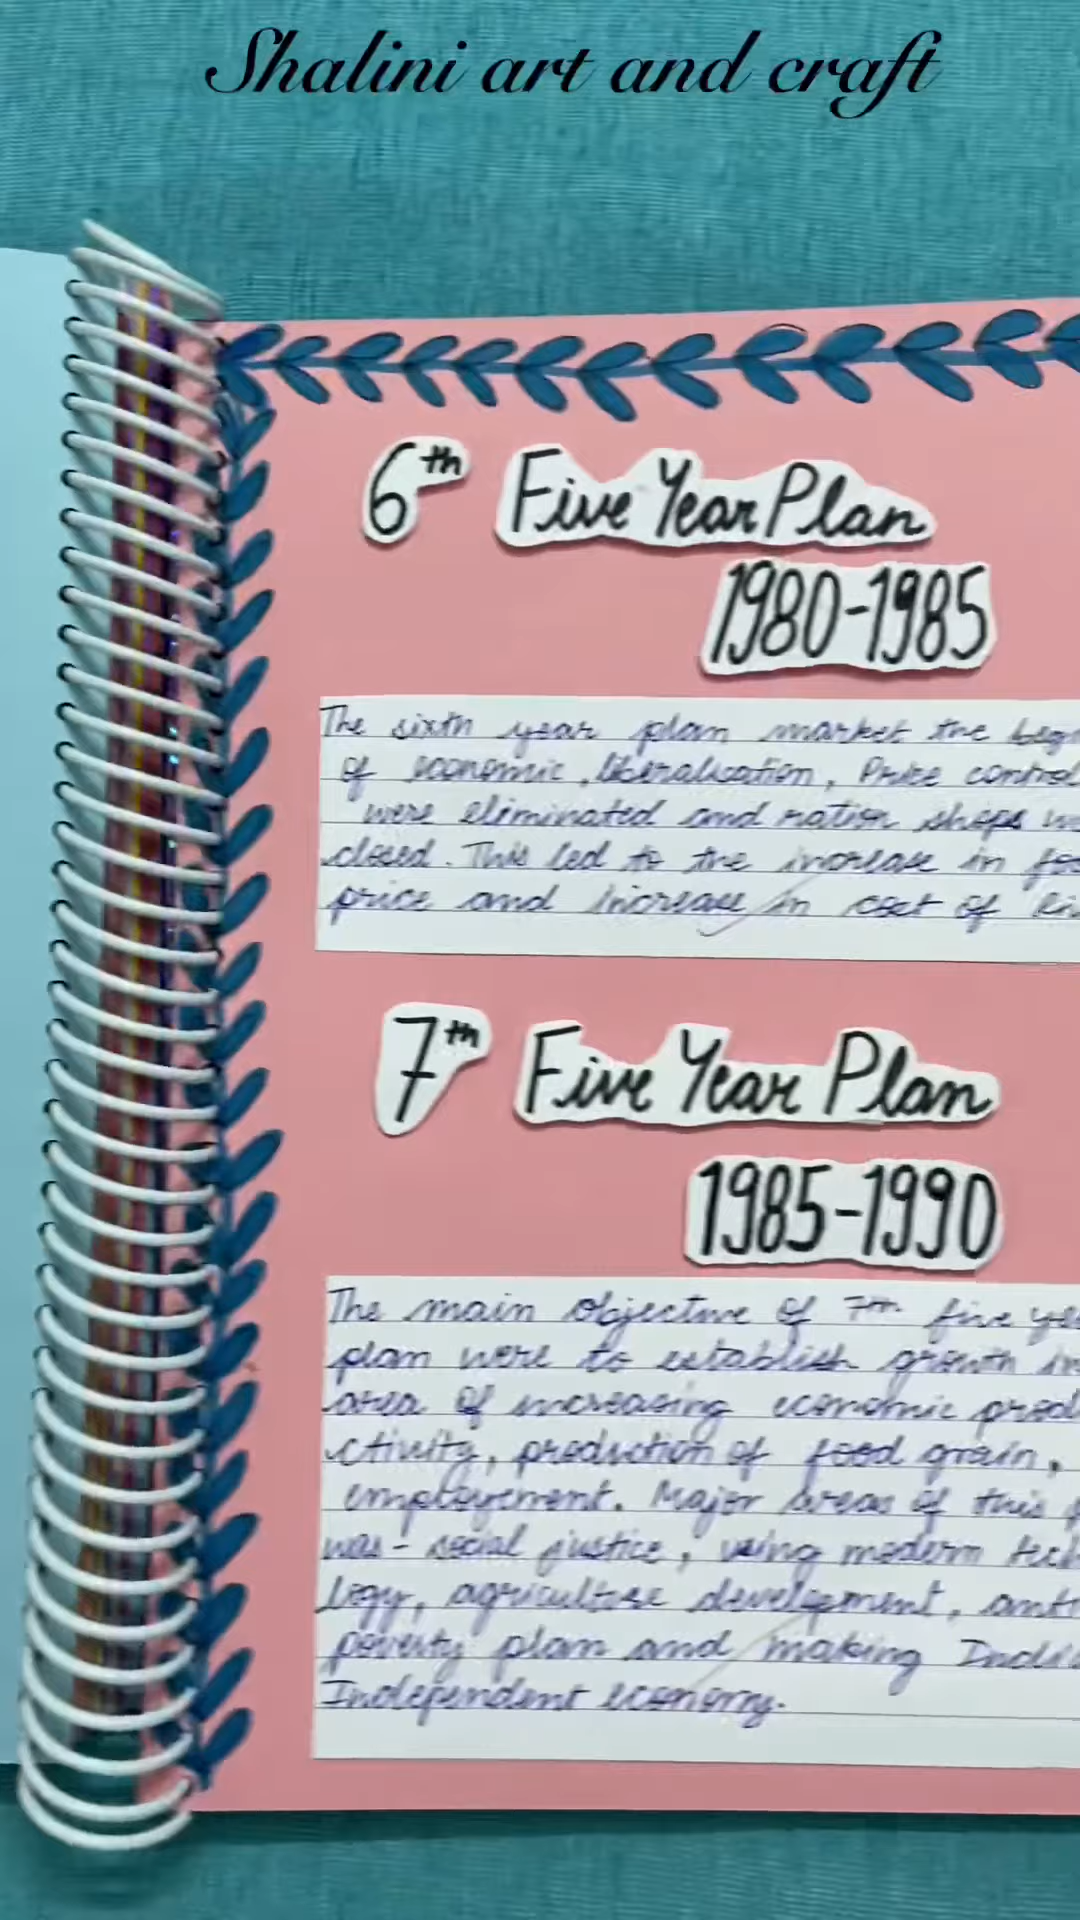 Shalini art and craft
6th Five Year Plan
1980-1985
The sixth year plan market the
of economic, liberalisation, Price
were eliminated and ration shops
closed. This led to the increase in
price and increase in cost of
7th Five Year Plan
1985-1990
The main objective of 7th five
plan were to establish growth in
area of increasing economic
ctivity, production of food grain,
employement. Major areas of this
was - social justice, using modern
logy, agriculture development,
poverty plan and making
Independent economy.